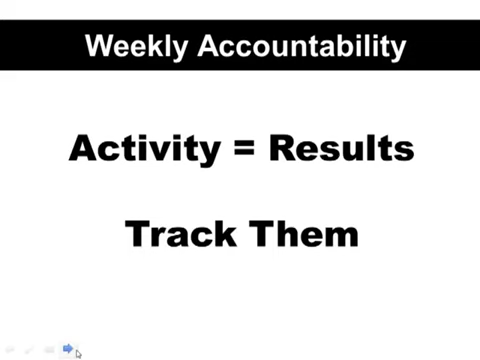 Weekly Accountability
Activity = Results
Track Them